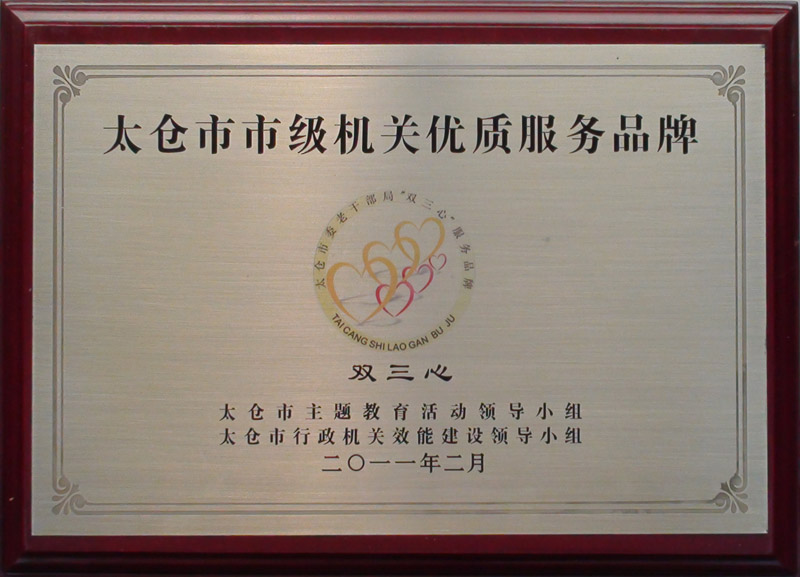 太仓市市级机关优质服务品牌
太仓市委老干部局"双三心"服务品牌
TAI CANG SHI LAO GAN BU JU
双三心
太仓市主题教育活动领导小组
太仓市行政机关效能建设领导小组
二〇一一年二月